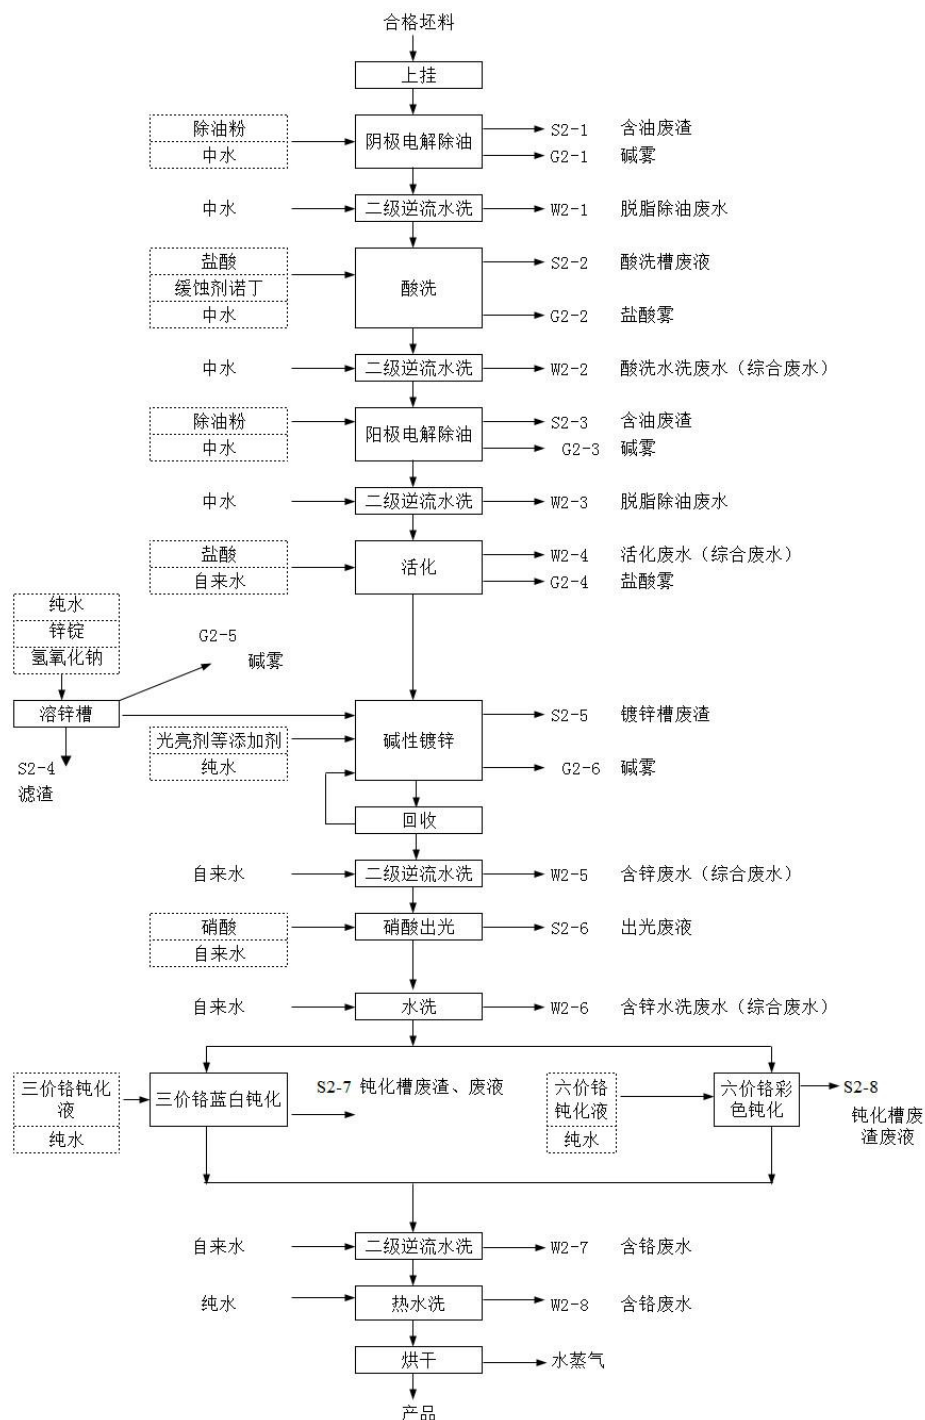 合格坯料
上挂
除油粉
中水
阴极电解除油
S2-1 含油废渣
G2-1 碱雾
中水
二级逆流水洗
W2-1 脱脂除油废水
盐酸
缓蚀剂诺丁
中水
酸洗
S2-2 酸洗槽废液
G2-2 盐酸雾
中水
二级逆流水洗
W2-2 酸洗水洗废水（综合废水）
除油粉
中水
阳极电解除油
S2-3 含油废渣
G2-3 碱雾
中水
二级逆流水洗
W2-3 脱脂除油废水
盐酸
自来水
活化
W2-4 活化废水（综合废水）
G2-4 盐酸雾
纯水
锌锭
氢氧化钠
G2-5
碱雾
溶锌槽
S2-4
滤渣
光亮剂等添加剂
纯水
碱性镀锌
S2-5 镀锌槽废渣
G2-6 碱雾
回收
自来水
二级逆流水洗
W2-5 含锌废水（综合废水）
硝酸
自来水
硝酸出光
S2-6 出光废液
自来水
水洗
W2-6 含锌水洗废水（综合废水）
三价铬钝化
液
纯水
三价铬蓝白钝化
S2-7 钝化槽废渣、废液
六价铬
钝化液
纯水
六价铬彩
色钝化
S2-8
钝化槽废
渣废液
自来水
二级逆流水洗
W2-7 含铬废水
纯水
热水洗
W2-8 含铬废水
烘干
水蒸气
产品